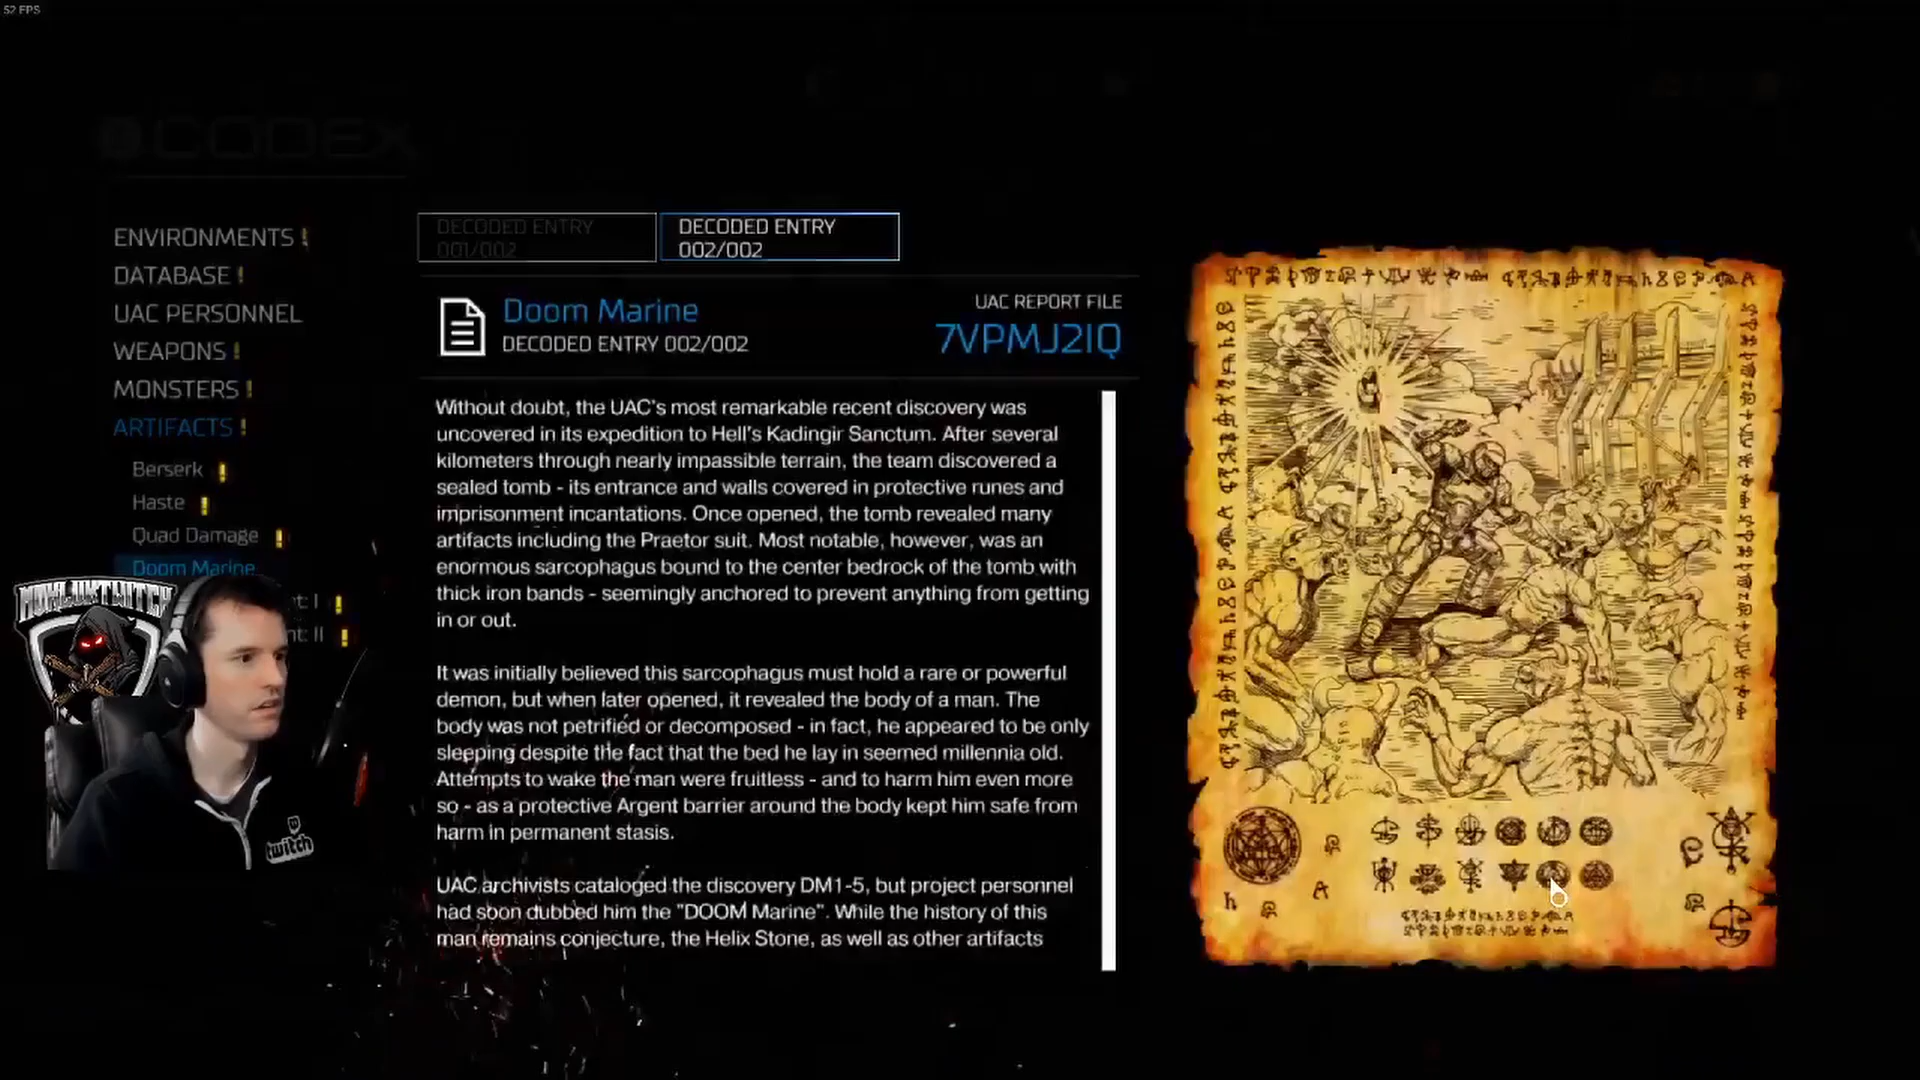 52 FPS
CODEX
ENVIRONMENTS !
DATABASE !
UAC PERSONNEL
WEAPONS !
MONSTERS !
ARTIFACTS !
Berserk !
Haste !
Quad Damage !
Doom Marine
DECODED ENTRY
001/002
DECODED ENTRY
002/002
Doom Marine
DECODED ENTRY 002/002
UAC REPORT FILE
7VPMJ2IQ
Without doubt, the UAC's most remarkable recent discovery was
uncovered in its expedition to Hell's Kadingir Sanctum. After several
kilometers through nearly impassible terrain, the team discovered a
sealed tomb - its entrance and walls covered in protective runes and
imprisonment incantations. Once opened, the tomb revealed many
artifacts including the Praetor suit. Most notable, however, was an
enormous sarcophagus bound to the center bedrock of the tomb with
thick iron bands - seemingly anchored to prevent anything from getting
in or out.
It was initially believed this sarcophagus must hold a rare or powerful
demon, but when later opened, it revealed the body of a man. The
body was not petrified or decomposed - in fact, he appeared to be only
sleeping despite the fact that the bed he lay in seemed millennia old.
Attempts to wake the man were fruitless - and to harm him even more
so - as a protective Argent barrier around the body kept him safe from
harm in permanent stasis.
UAC archivists cataloged the discovery DM1-5, but project personnel
had soon dubbed him the "DOOM Marine". While the history of this
man remains conjecture, the Helix Stone, as well as other artifacts
twitch